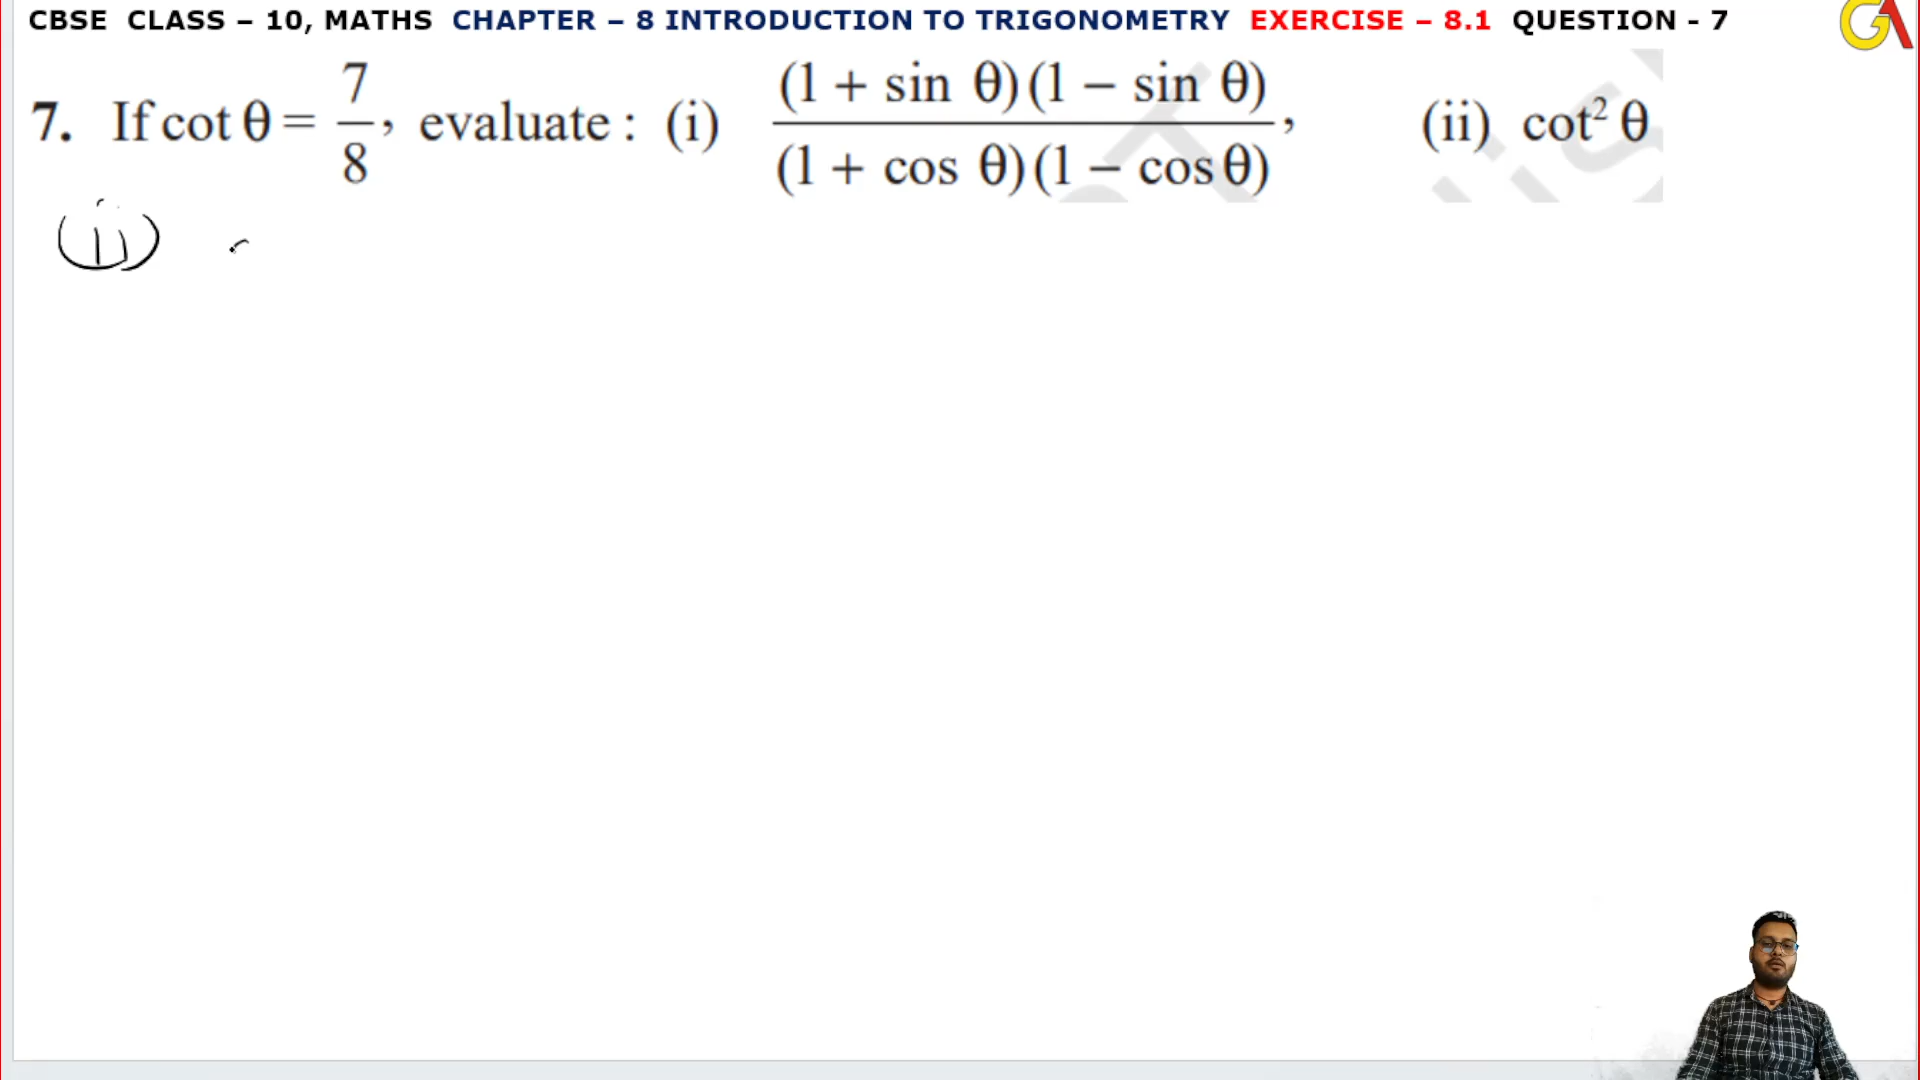 CBSE CLASS – 10, MATHS CHAPTER – 8 INTRODUCTION TO TRIGONOMETRY EXERCISE – 8.1 QUESTION - 7
7. If cot θ = 7/8, evaluate : (i) (1 + sin θ)(1 − sin θ)/(1 + cos θ)(1 − cos θ), (ii) cot² θ
(ii)